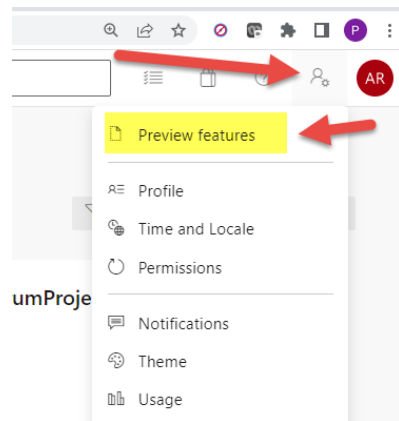 P
AR
Preview features
Profile
Time and Locale
Permissions
umProje
Notifications
Theme
Usage